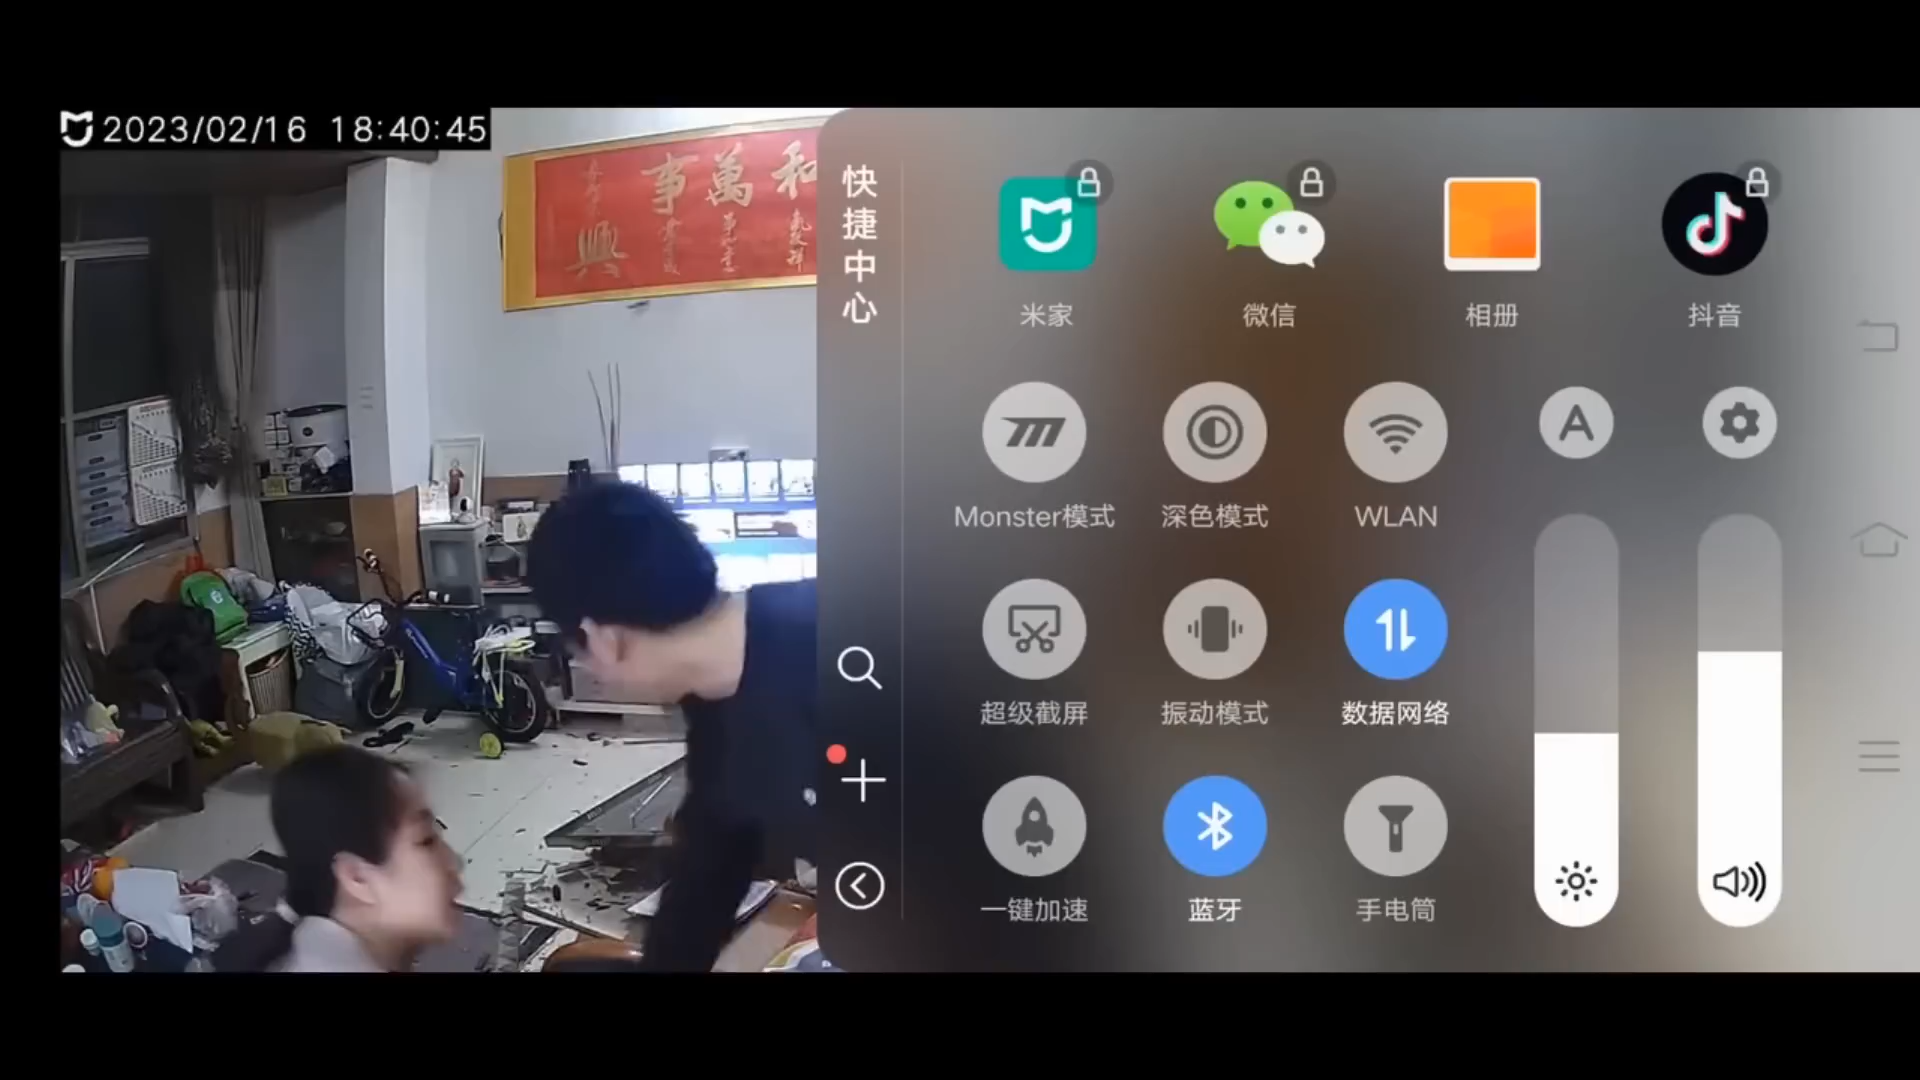 2023/02/16 18:40:45
和萬事興
快捷中心
米家
微信
相册
抖音
Monster模式
深色模式
WLAN
A
超级截屏
振动模式
数据网络
一键加速
蓝牙
手电筒